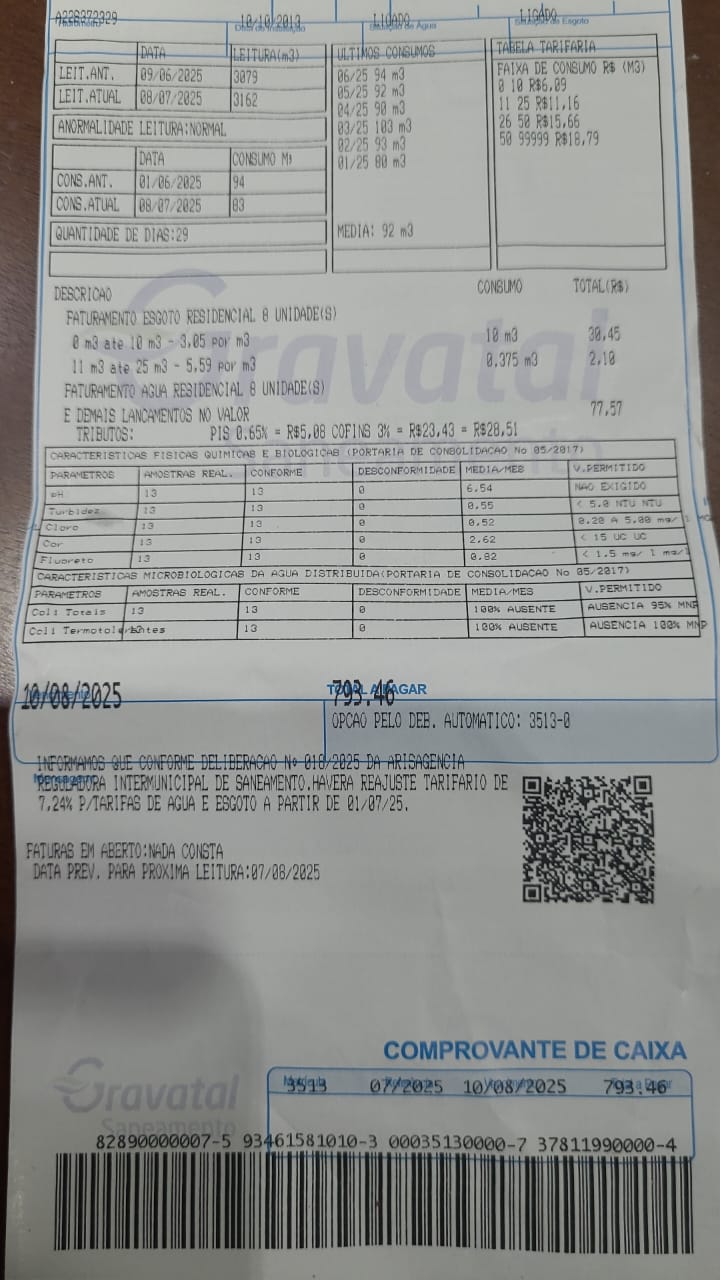 A22S372329 10/10/2013 LIGADO LIGADO
Hidrômetro Situação de Água Situação de Esgoto
DATA LEITURA(m3)
LEIT.ANT. 09/06/2025 3079
LEIT.ATUAL 08/07/2025 3162
ANORMALIDADE LEITURA:NORMAL
DATA CONSUMO M3
CONS.ANT. 01/06/2025 94
CONS.ATUAL 08/07/2025 83
QUANTIDADE DE DIAS:29
ULTIMOS CONSUMOS
06/25 94 m3
05/25 92 m3
04/25 90 m3
03/25 103 m3
02/25 93 m3
01/25 80 m3
MEDIA: 92 m3
TABELA TARIFARIA
FAIXA DE CONSUMO R$ (M3)
0 10 R$6,09
11 25 R$11,16
26 50 R$15,66
50 99999 R$18,79
DESCRICAO CONSUMO TOTAL(R$)
FATURAMENTO ESGOTO RESIDENCIAL 8 UNIDADE(S)
0 m3 ate 10 m3 - 3,05 por m3 10 m3 30,45
11 m3 ate 25 m3 - 5,59 por m3 0,375 m3 2,10
FATURAMENTO AGUA RESIDENCIAL 8 UNIDADE(S)
E DEMAIS LANCAMENTOS NO VALOR 77,57
TRIBUTOS: PIS 0.65% = R$5,08 COFINS 3% = R$23,43 = R$28,51
Gravatal
Saneamento
CARACTERISTICAS FISICAS QUIMICAS E BIOLOGICAS (PORTARIA DE CONSOLIDACAO No 05/2017)
PARAMETROS AMOSTRAS REAL. CONFORME DESCONFORMIDADE MEDIA/MES V.PERMITIDO
pH 13 13 0 6.54 NAO EXIGIDO
Turbidez 13 13 0 0.55 < 5.0 NTU NTU
Cloro 13 13 0 0.52 0.20 A 5.00 mg/ l MG
Cor 13 13 0 2.62 < 15 UC UC
Fluoreto 13 13 0 0.82 < 1.5 mg/ l mg/l
CARACTERISTICAS MICROBIOLOGICAS DA AGUA DISTRIBUIDA(PORTARIA DE CONSOLIDACAO No 05/2017)
PARAMETROS AMOSTRAS REAL. CONFORME DESCONFORMIDADE MEDIA/MES V.PERMITIDO
Coli Totais 13 13 0 100% AUSENTE AUSENCIA 95% MNP
Coli Termotolerantes 13 13 0 100% AUSENTE AUSENCIA 100% MNP
Vencimento TOTAL A PAGAR
10/08/2025 793.46
OPCAO PELO DEB. AUTOMATICO: 3513-0
Mensagem
INFORMAMOS QUE CONFORME DELIBERACAO Nº 018/2025 DA ARISAGENCIA
REGULADORA INTERMUNICIPAL DE SANEAMENTO.HAVERA REAJUSTE TARIFARIO DE
7,24% P/TARIFAS DE AGUA E ESGOTO A PARTIR DE 01/07/25.
FATURAS EM ABERTO:NADA CONSTA
DATA PREV. PARA PROXIMA LEITURA:07/08/2025
COMPROVANTE DE CAIXA
Gravatal
Saneamento
Matrícula
3513 07/2025 10/08/2025 793.46
82890000007-5 93461581010-3 00035130000-7 37811990000-4